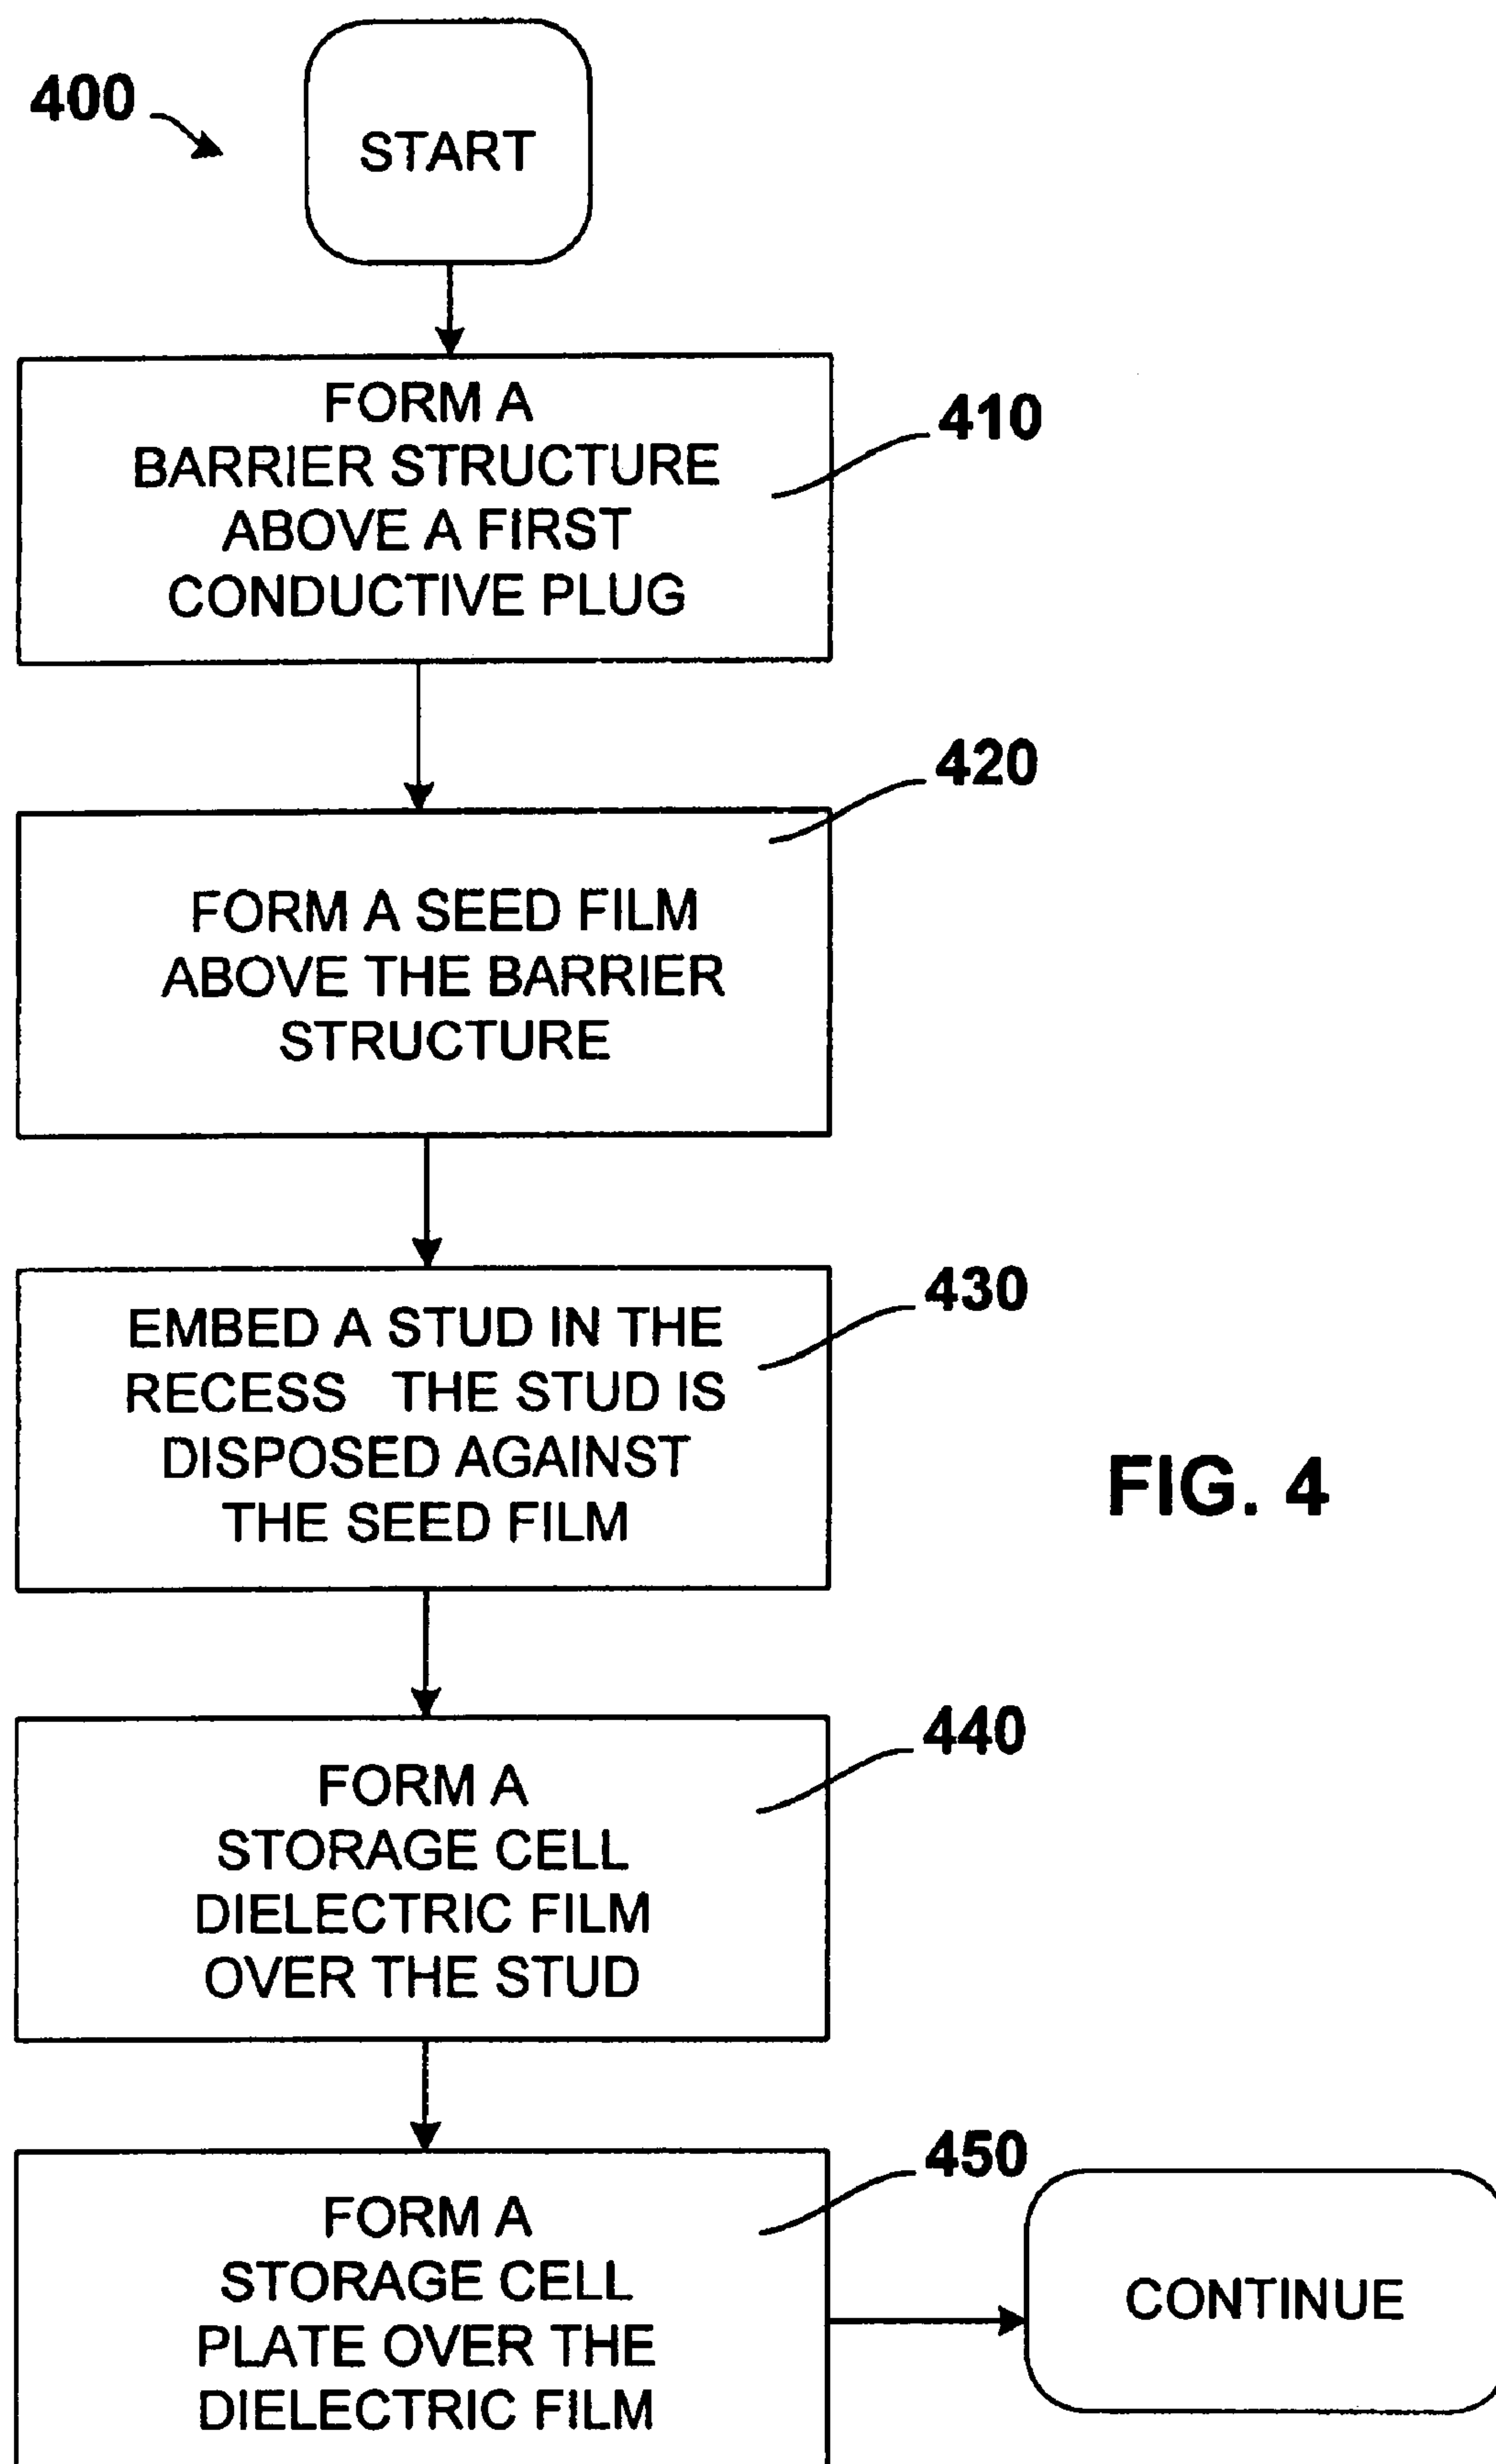 400
START
FORM A
BARRIER STRUCTURE
ABOVE A FIRST
CONDUCTIVE PLUG
410
FORM A SEED FILM
ABOVE THE BARRIER
STRUCTURE
420
EMBED A STUD IN THE
RECESS THE STUD IS
DISPOSED AGAINST
THE SEED FILM
430
FIG. 4
FORM A
STORAGE CELL
DIELECTRIC FILM
OVER THE STUD
440
FORM A
STORAGE CELL
PLATE OVER THE
DIELECTRIC FILM
450
CONTINUE